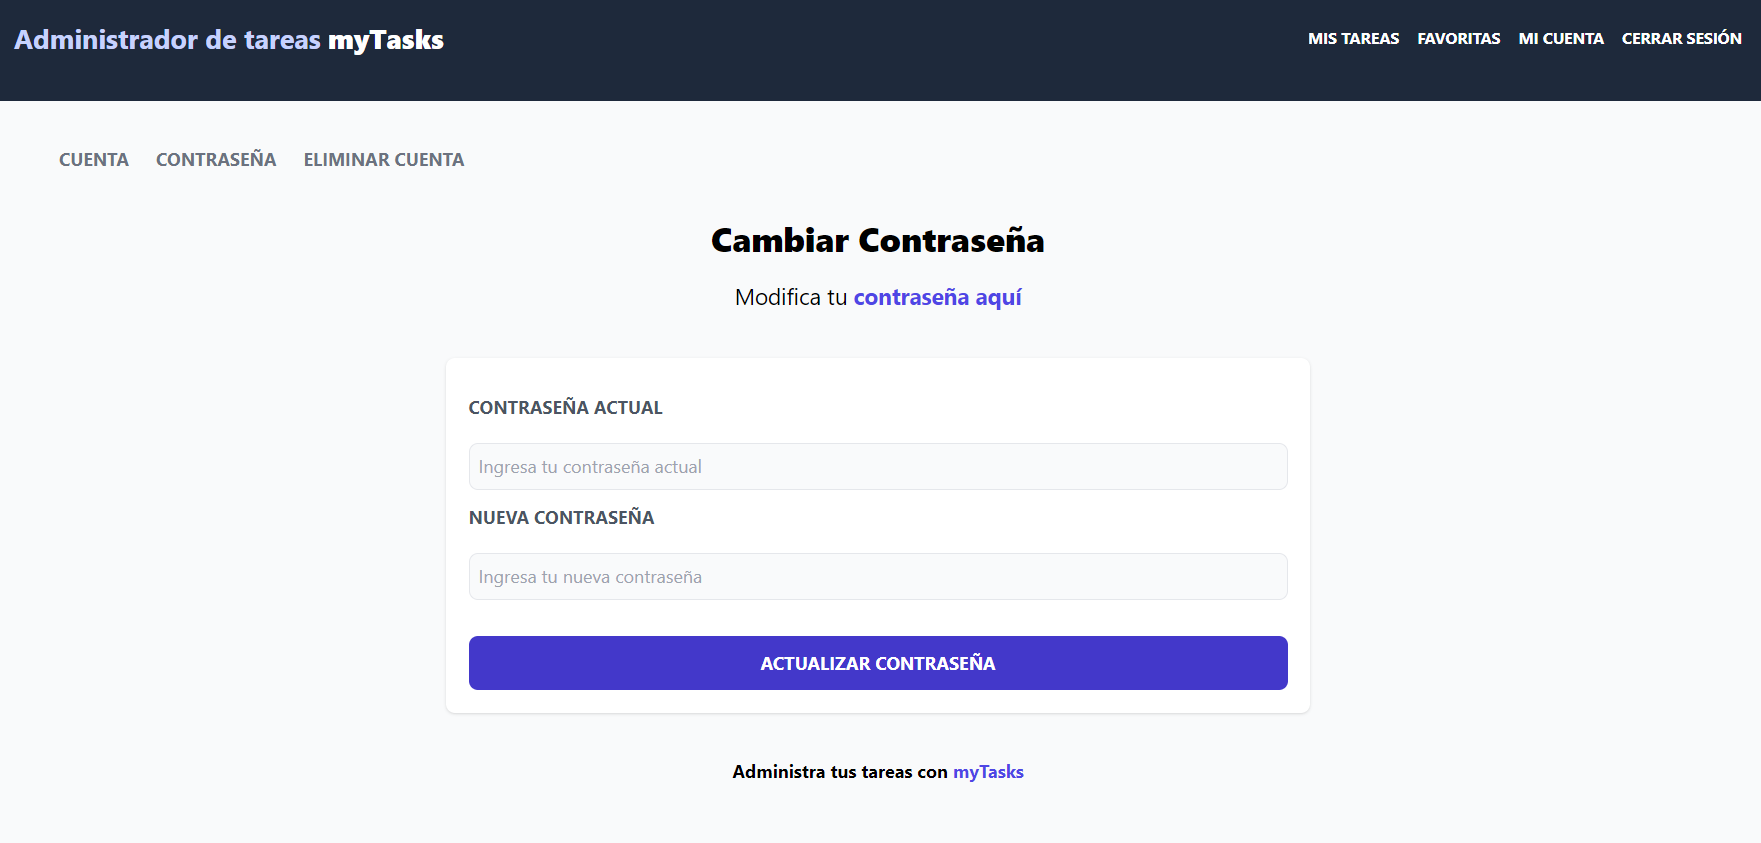 Administrador de tareas myTasks
MIS TAREAS FAVORITAS MI CUENTA CERRAR SESIÓN
CUENTA CONTRASEÑA ELIMINAR CUENTA
Cambiar Contraseña
Modifica tu contraseña aquí
CONTRASEÑA ACTUAL
Ingresa tu contraseña actual
NUEVA CONTRASEÑA
Ingresa tu nueva contraseña
ACTUALIZAR CONTRASEÑA
Administra tus tareas con myTasks